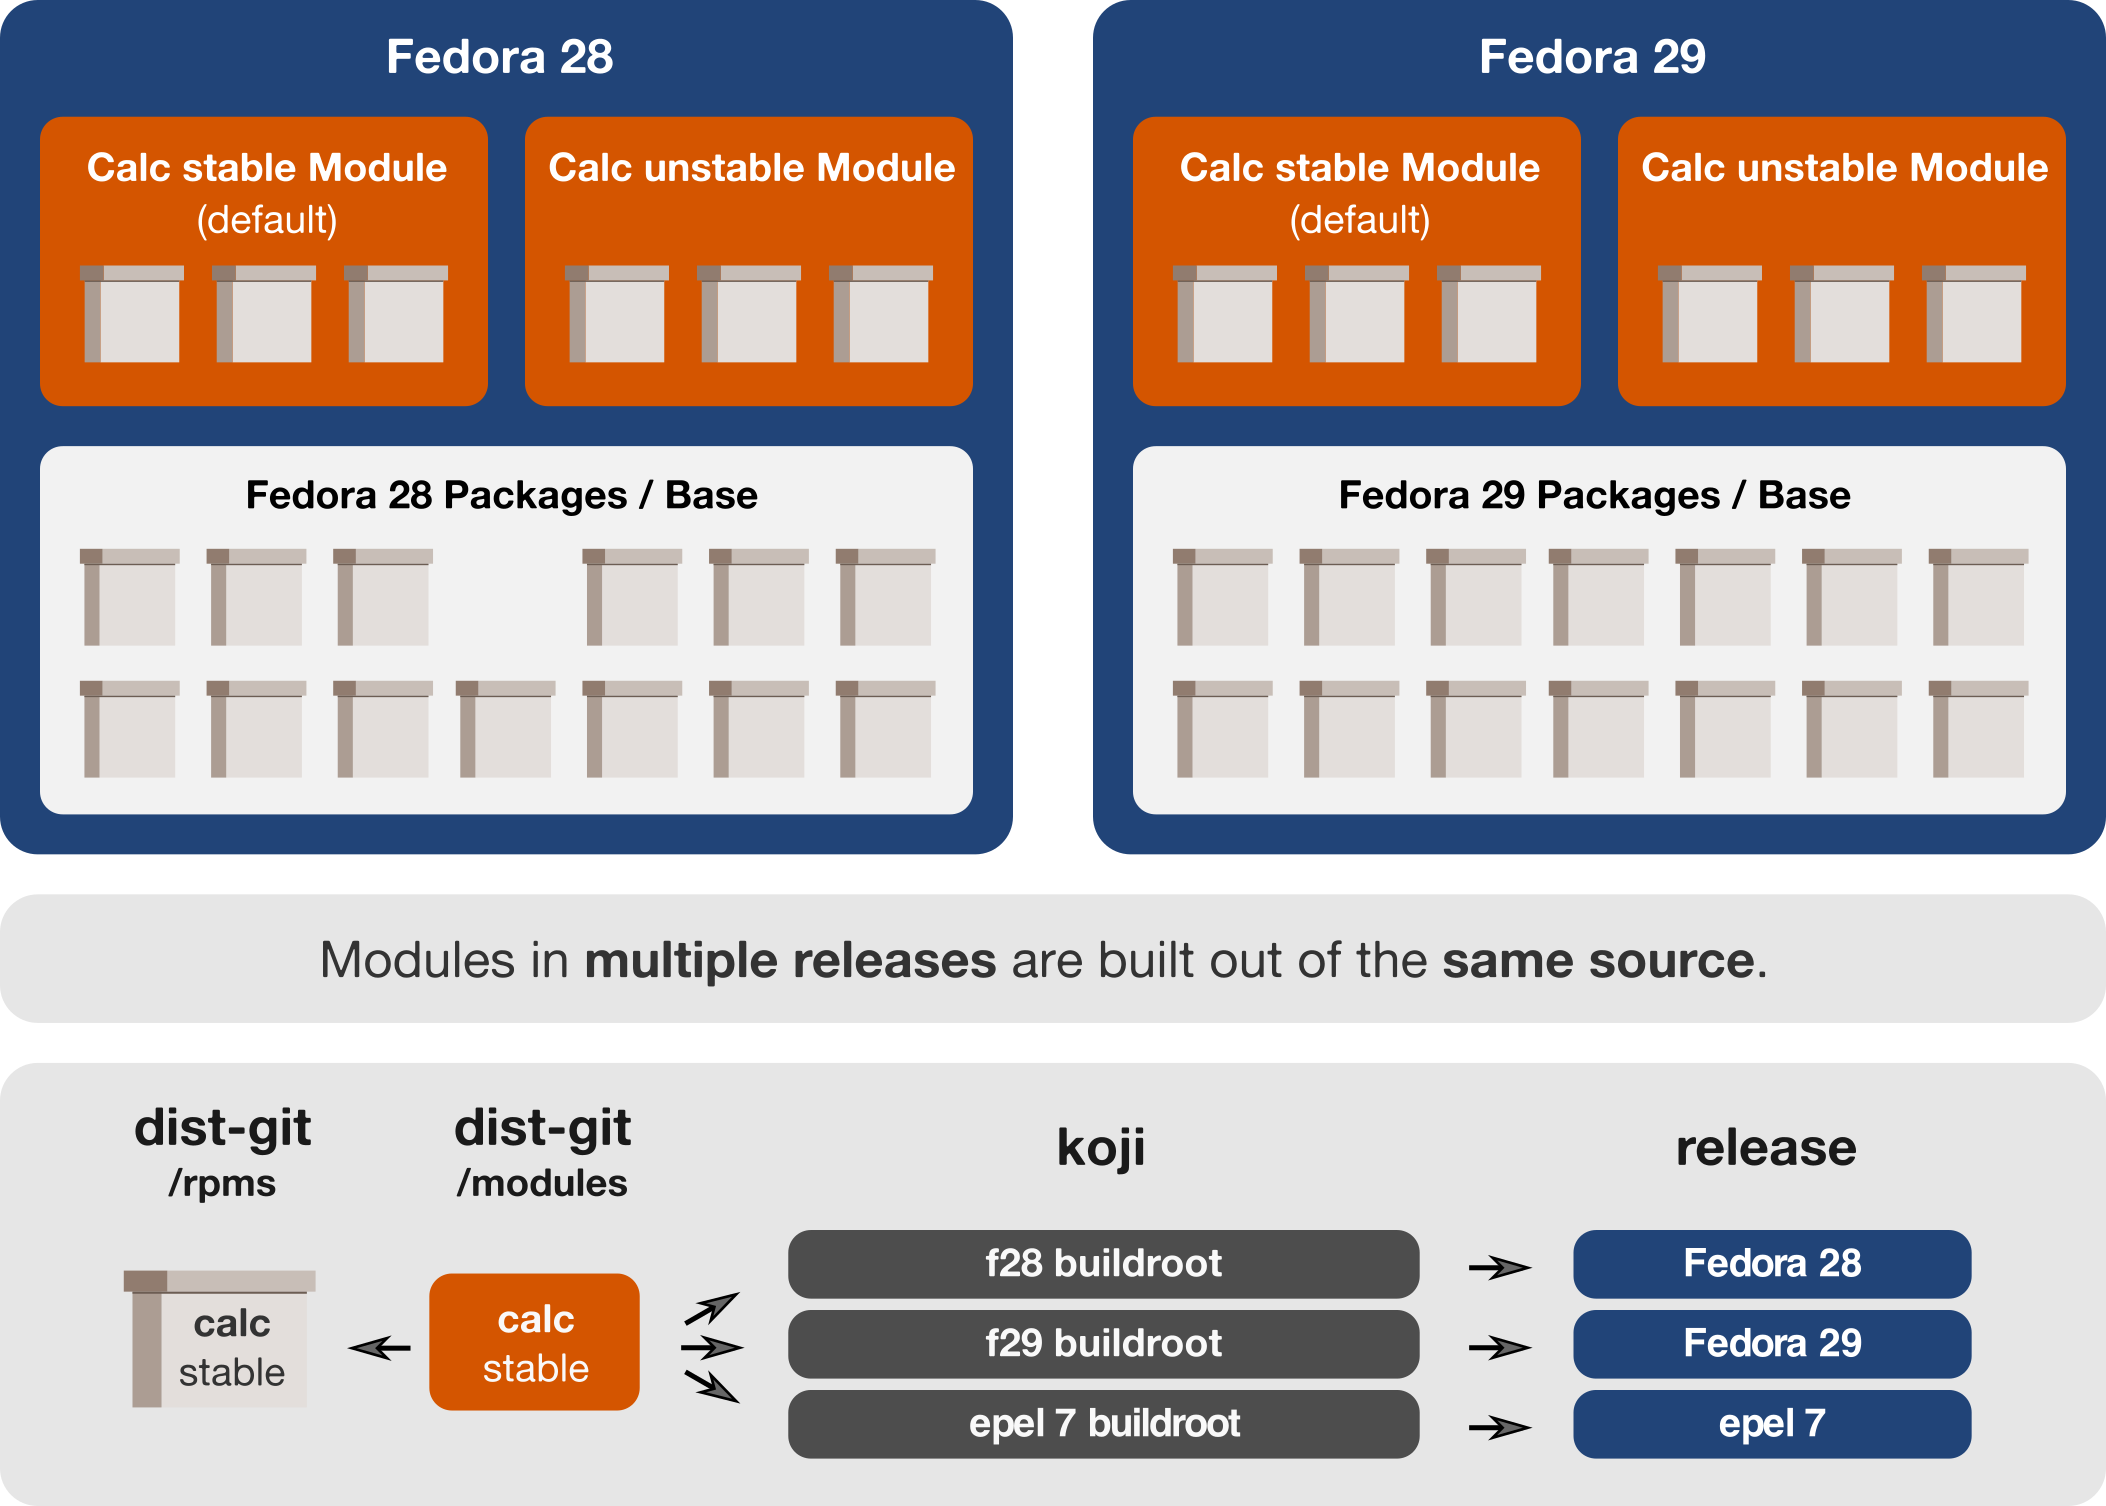 Fedora 28
Calc stable Module
(default)
Calc unstable Module
Fedora 28 Packages / Base
Fedora 29
Calc stable Module
(default)
Calc unstable Module
Fedora 29 Packages / Base
Modules in multiple releases are built out of the same source.
dist-git
/rpms
dist-git
/modules
koji
release
calc
stable
calc
stable
f28 buildroot
Fedora 28
f29 buildroot
Fedora 29
epel 7 buildroot
epel 7